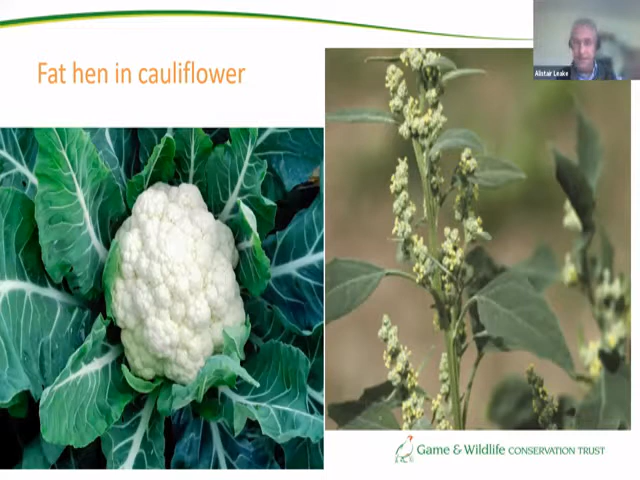 Fat hen in cauliflower
Alistair Leake
Game & Wildlife CONSERVATION TRUST